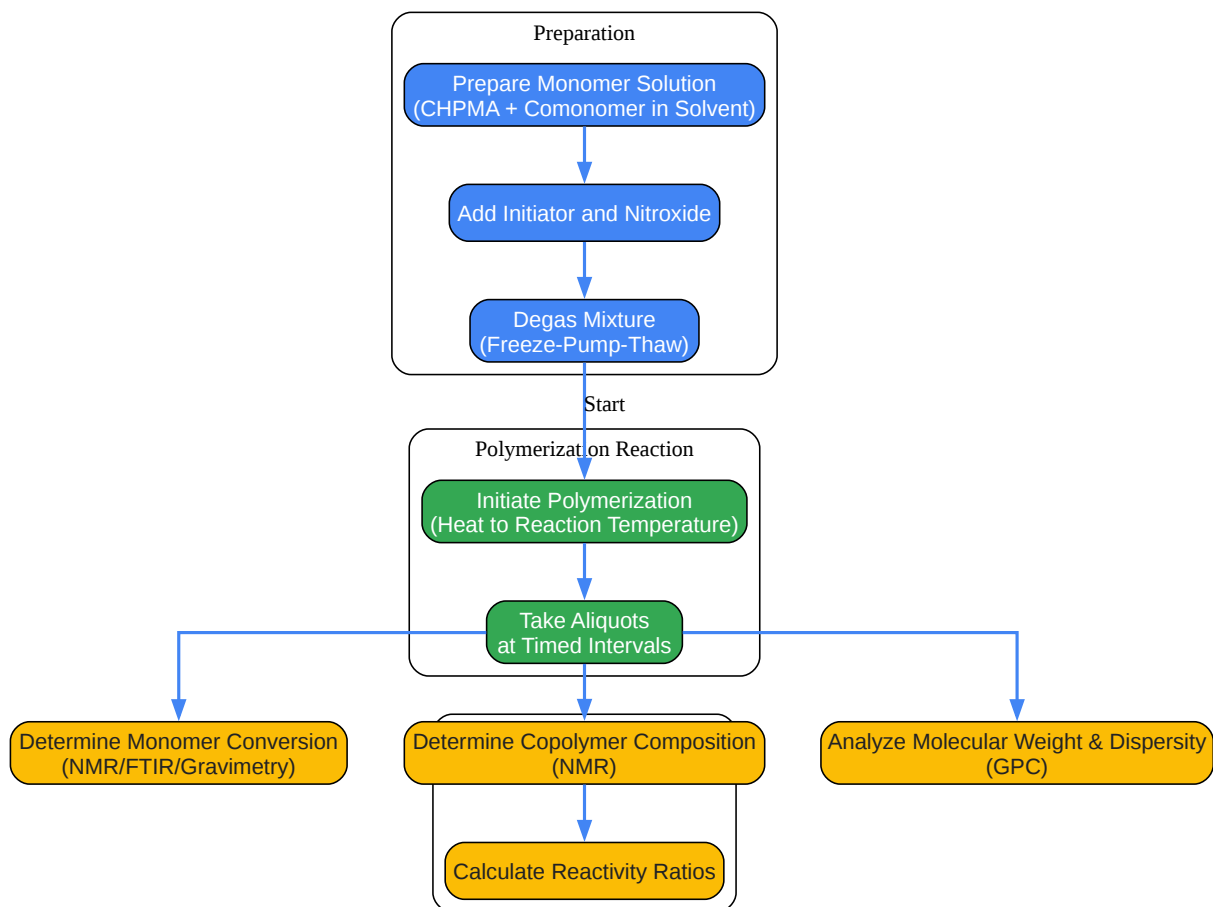 Preparation
Prepare Monomer Solution
(CHPMA + Comonomer in Solvent)
Add Initiator and Nitroxide
Degas Mixture
(Freeze-Pump-Thaw)
Start
Polymerization Reaction
Initiate Polymerization
(Heat to Reaction Temperature)
Take Aliquots
at Timed Intervals
Determine Monomer Conversion
(NMR/FTIR/Gravimetry)
Determine Copolymer Composition
(NMR)
Analyze Molecular Weight & Dispersity
(GPC)
Calculate Reactivity Ratios